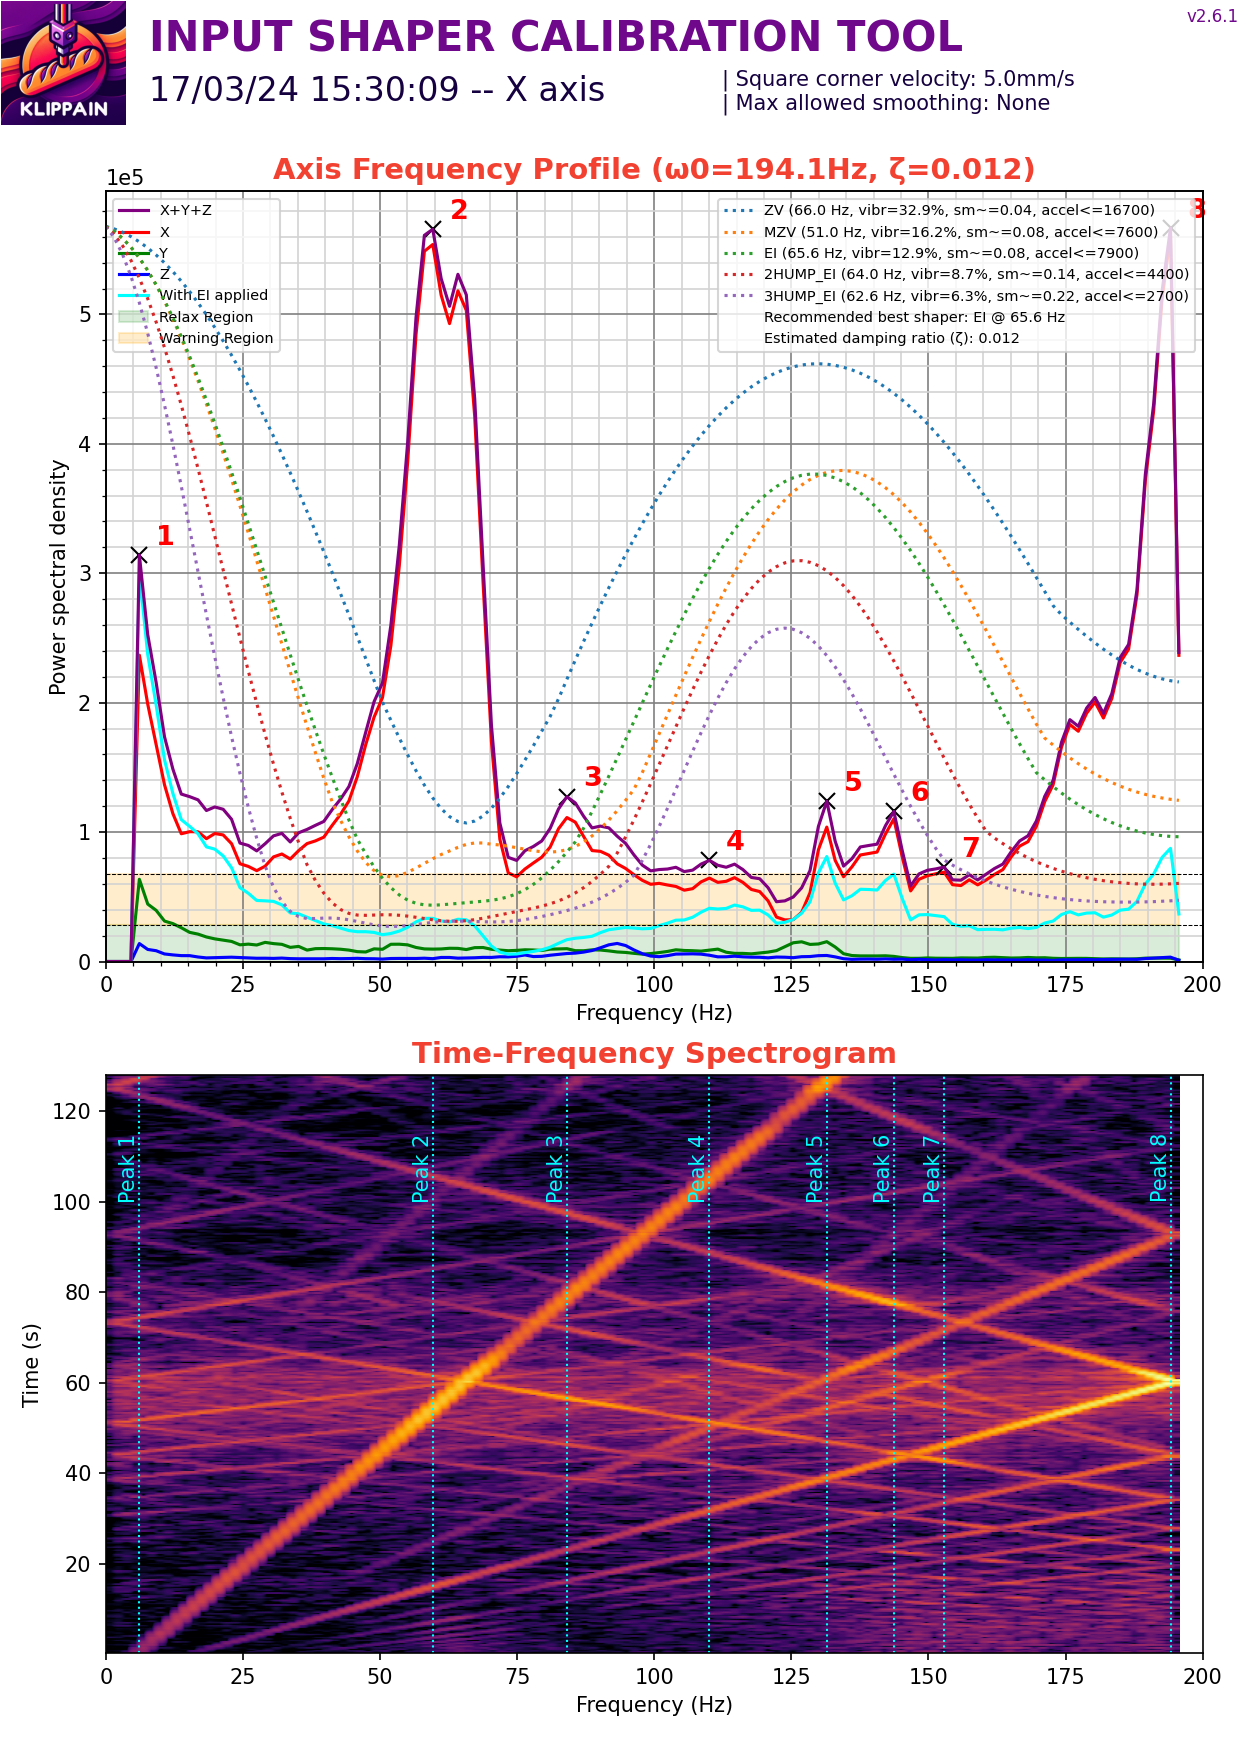 v2.6.1
INPUT SHAPER CALIBRATION TOOL
17/03/24 15:30:09 -- X axis
| Square corner velocity: 5.0mm/s
| Max allowed smoothing: None
KLIPPAIN
Axis Frequency Profile (ω0=194.1Hz, ζ=0.012)
1e5
X+Y+Z
X
Y
Z
With EI applied
Relax Region
Warning Region
ZV (66.0 Hz, vibr=32.9%, sm~=0.04, accel<=16700)
MZV (51.0 Hz, vibr=16.2%, sm~=0.08, accel<=7600)
EI (65.6 Hz, vibr=12.9%, sm~=0.08, accel<=7900)
2HUMP_EI (64.0 Hz, vibr=8.7%, sm~=0.14, accel<=4400)
3HUMP_EI (62.6 Hz, vibr=6.3%, sm~=0.22, accel<=2700)
Recommended best shaper: EI @ 65.6 Hz
Estimated damping ratio (ζ): 0.012
1
2
3
4
5
6
7
8
Power spectral density
5
4
3
2
1
0
0 25 50 75 100 125 150 175 200
Frequency (Hz)
Time-Frequency Spectrogram
Peak 1
Peak 2
Peak 3
Peak 4
Peak 5
Peak 6
Peak 7
Peak 8
Time (s)
120
100
80
60
40
20
0 25 50 75 100 125 150 175 200
Frequency (Hz)